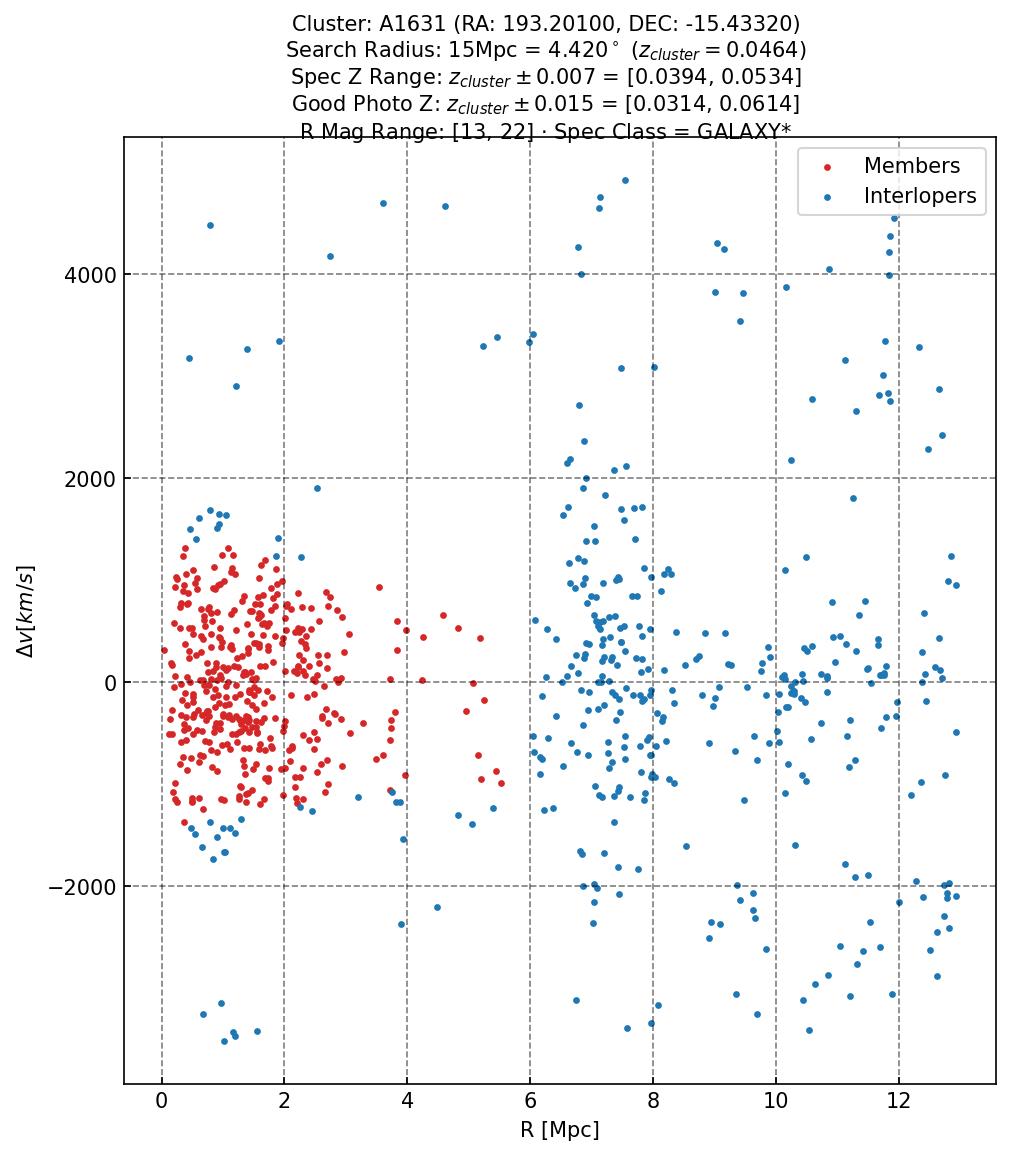 Cluster: A1631 (RA: 193.20100, DEC: -15.43320)
Search Radius: 15Mpc = 4.420° (z_cluster = 0.0464)
Spec Z Range: z_cluster ± 0.007 = [0.0394, 0.0534]
Good Photo Z: z_cluster ± 0.015 = [0.0314, 0.0614]
R Mag Range: [13, 22] · Spec Class = GALAXY*
Members
Interlopers
4000
2000
0
−2000
Δv[km/s]
0 2 4 6 8 10 12
R [Mpc]